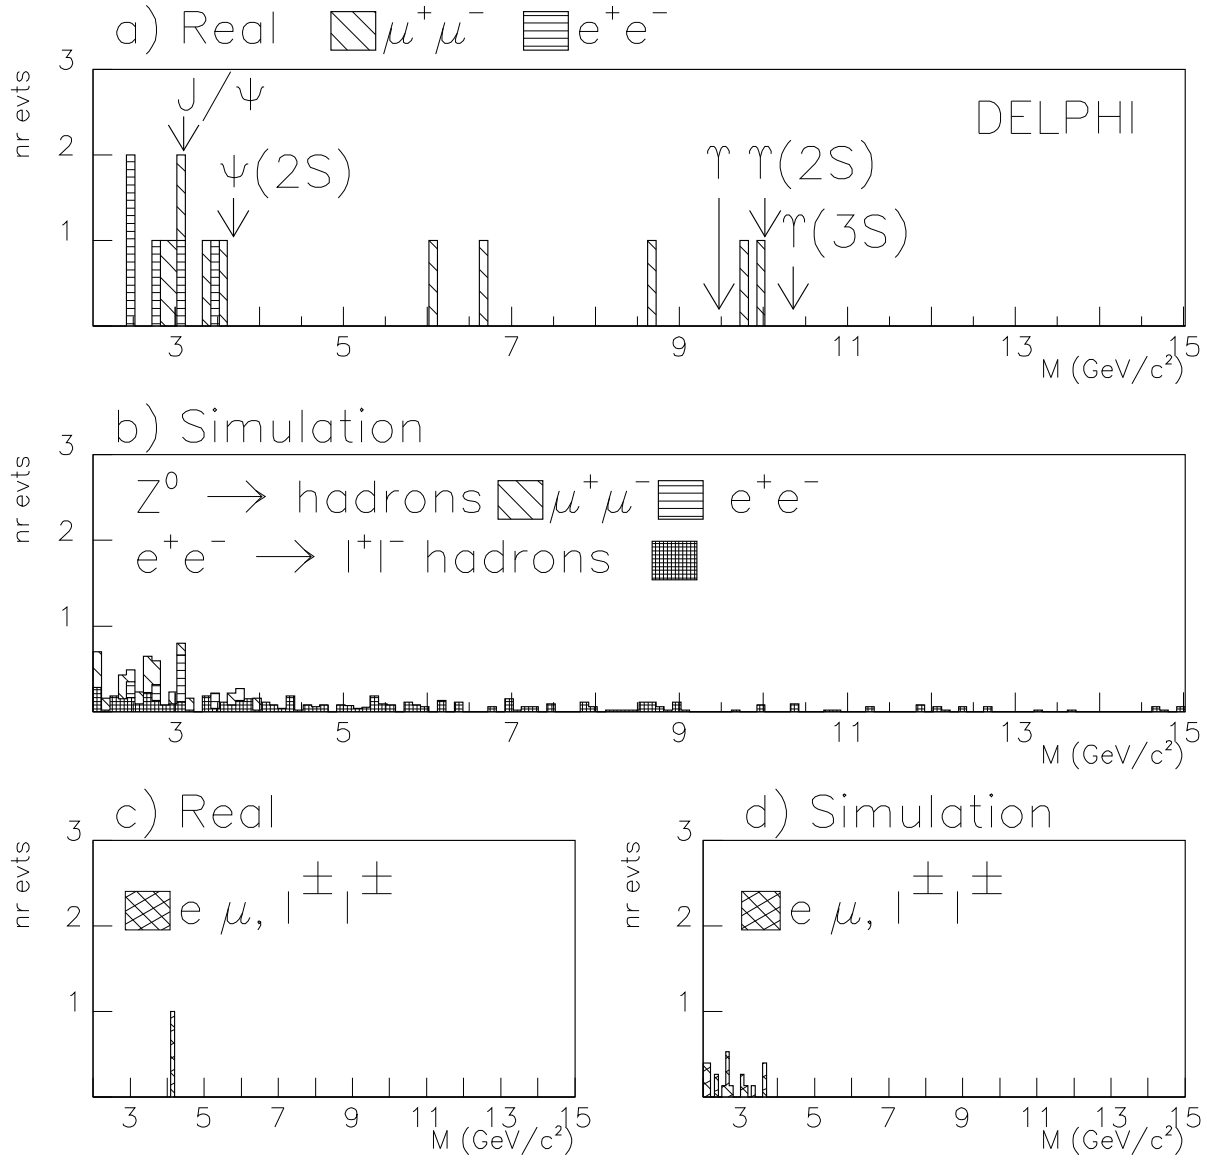 a) Real μ⁺μ⁻ e⁺e⁻
nr evts
3
2
1
J/ψ
ψ(2S)
DELPHI
ϒ ϒ(2S)
ϒ(3S)
3 5 7 9 11 13 15
M (GeV/c²)
b) Simulation
nr evts
3
2
1
Z⁰ → hadrons μ⁺μ⁻ e⁺e⁻
e⁺e⁻ → l⁺l⁻ hadrons
3 5 7 9 11 13 15
M (GeV/c²)
c) Real
nr evts
3
2
1
e μ, l± l±
3 5 7 9 11 13 15
M (GeV/c²)
d) Simulation
nr evts
3
2
1
e μ, l± l±
3 5 7 9 11 13 15
M (GeV/c²)